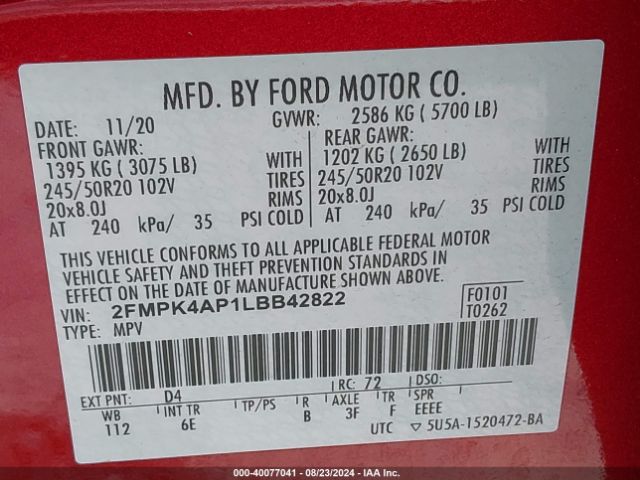 MFD. BY FORD MOTOR CO.
DATE: 11/20 GVWR: 2586 KG ( 5700 LB)
FRONT GAWR: REAR GAWR:
1395 KG ( 3075 LB) WITH 1202 KG ( 2650 LB) WITH
245/50R20 102V TIRES 245/50R20 102V TIRES
20x8.0J RIMS 20x8.0J RIMS
AT 240 kPa/ 35 PSI COLD AT 240 kPa/ 35 PSI COLD
THIS VEHICLE CONFORMS TO ALL APPLICABLE FEDERAL MOTOR
VEHICLE SAFETY AND THEFT PREVENTION STANDARDS IN
EFFECT ON THE DATE OF MANUFACTURE SHOWN ABOVE.
VIN: 2FMPK4AP1LBB42822 F0101
TYPE: MPV T0262
EXT PNT: D4 RC: 72 DSO:
WB INT TR TP/PS R AXLE TR SPR
112 6E B 3F F EEEE
UTC ▽ 5U5A-1520472-BA
000-40077041 - 08/23/2024 - IAA Inc.